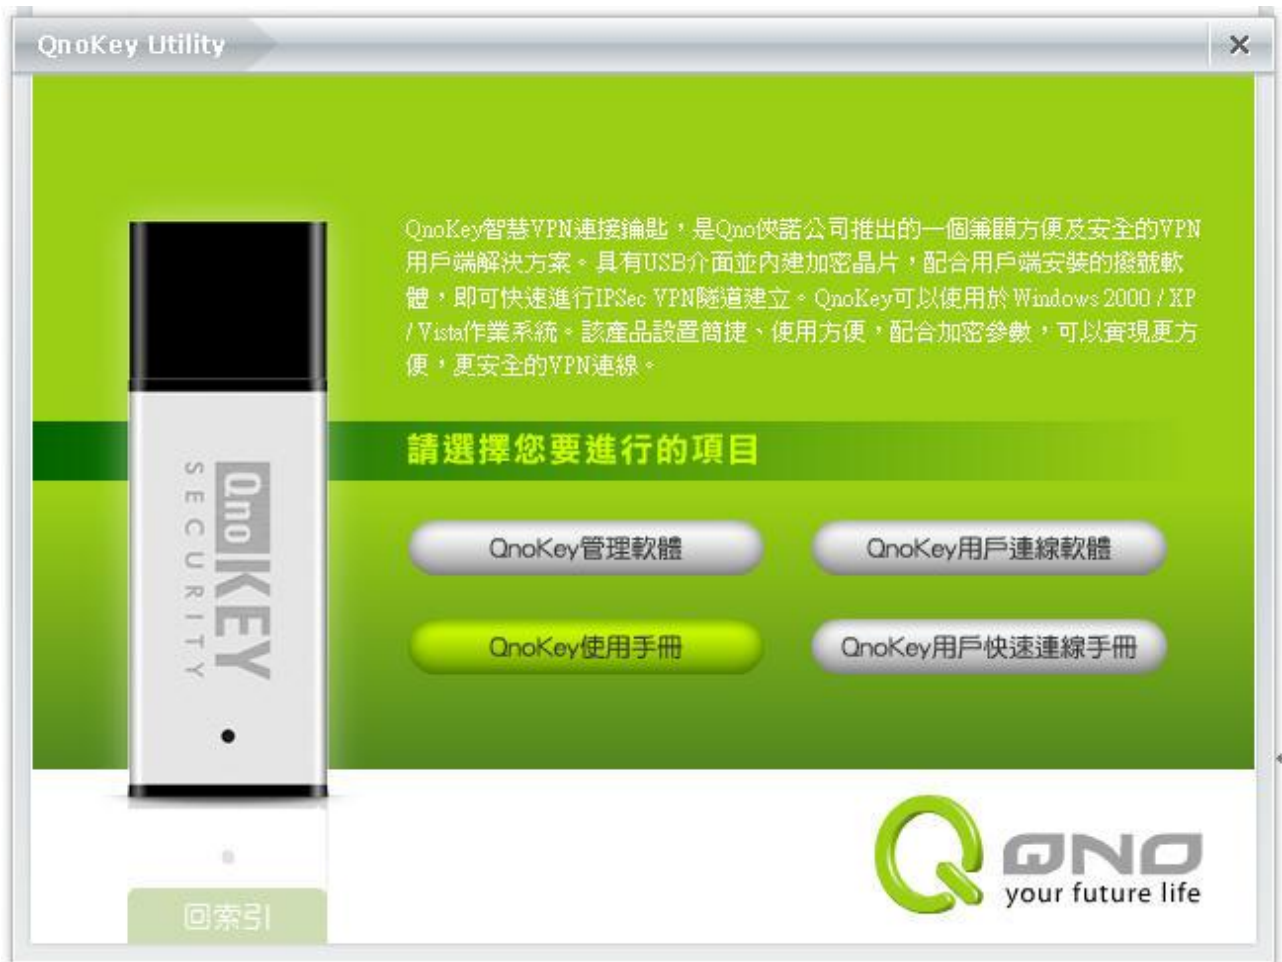 QnoKey Utility
QnoKey智慧VPN連接鑰匙，是Qno俠諾公司推出的一個兼顧方便及安全的VPN
用戶端解決方案。具有USB介面並內建加密晶片，配合用戶端安裝的撥號軟
體，即可快速進行IPSec VPN隧道建立。QnoKey可以使用於 Windows 2000 / XP
/ Vista作業系統。該產品設置簡捷、使用方便，配合加密參數，可以實現更方
便，更安全的VPN連線。
請選擇您要進行的項目
Qno KEY
SECURITY
QnoKey管理軟體
QnoKey用戶連線軟體
QnoKey使用手冊
QnoKey用戶快速連線手冊
回索引
QNO
your future life